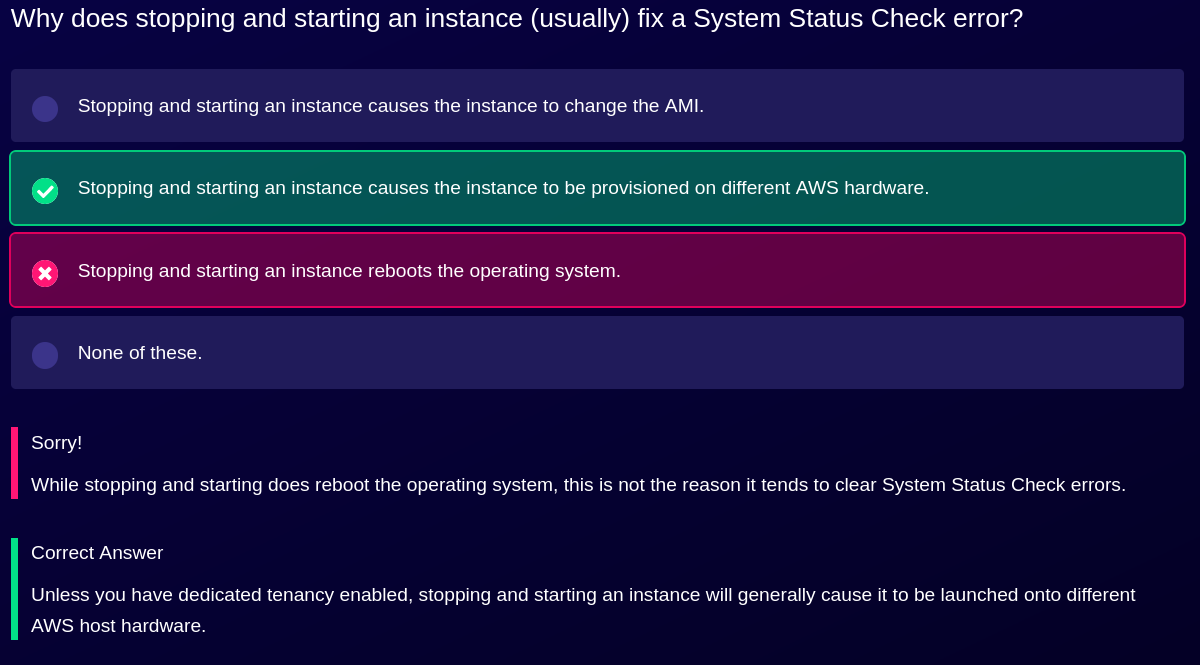 Why does stopping and starting an instance (usually) fix a System Status Check error?
Stopping and starting an instance causes the instance to change the AMI.
Stopping and starting an instance causes the instance to be provisioned on different AWS hardware.
Stopping and starting an instance reboots the operating system.
None of these.
Sorry!
While stopping and starting does reboot the operating system, this is not the reason it tends to clear System Status Check errors.
Correct Answer
Unless you have dedicated tenancy enabled, stopping and starting an instance will generally cause it to be launched onto different
AWS host hardware.